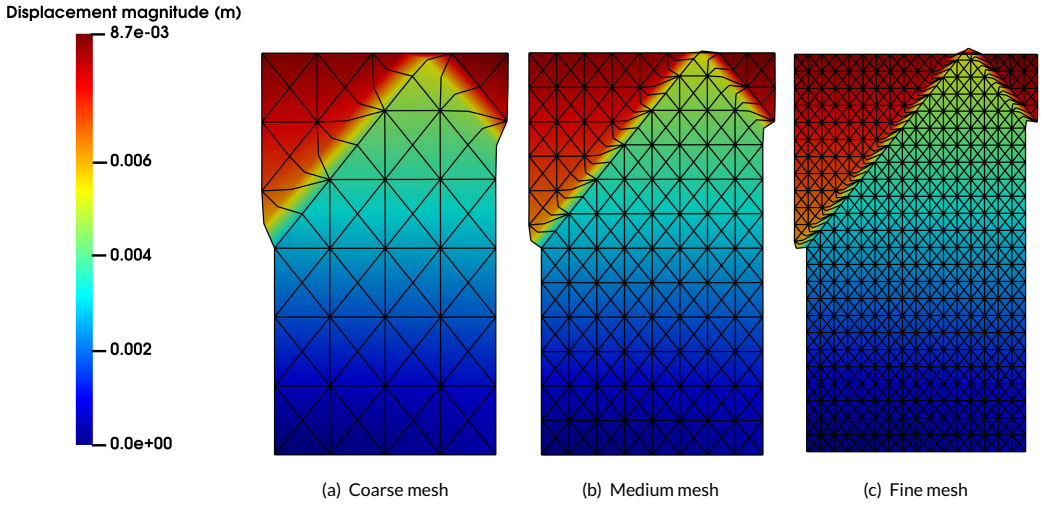 Displacement magnitude (m)
8.7e-03
0.006
0.004
0.002
0.0e+00
(a) Coarse mesh
(b) Medium mesh
(c) Fine mesh